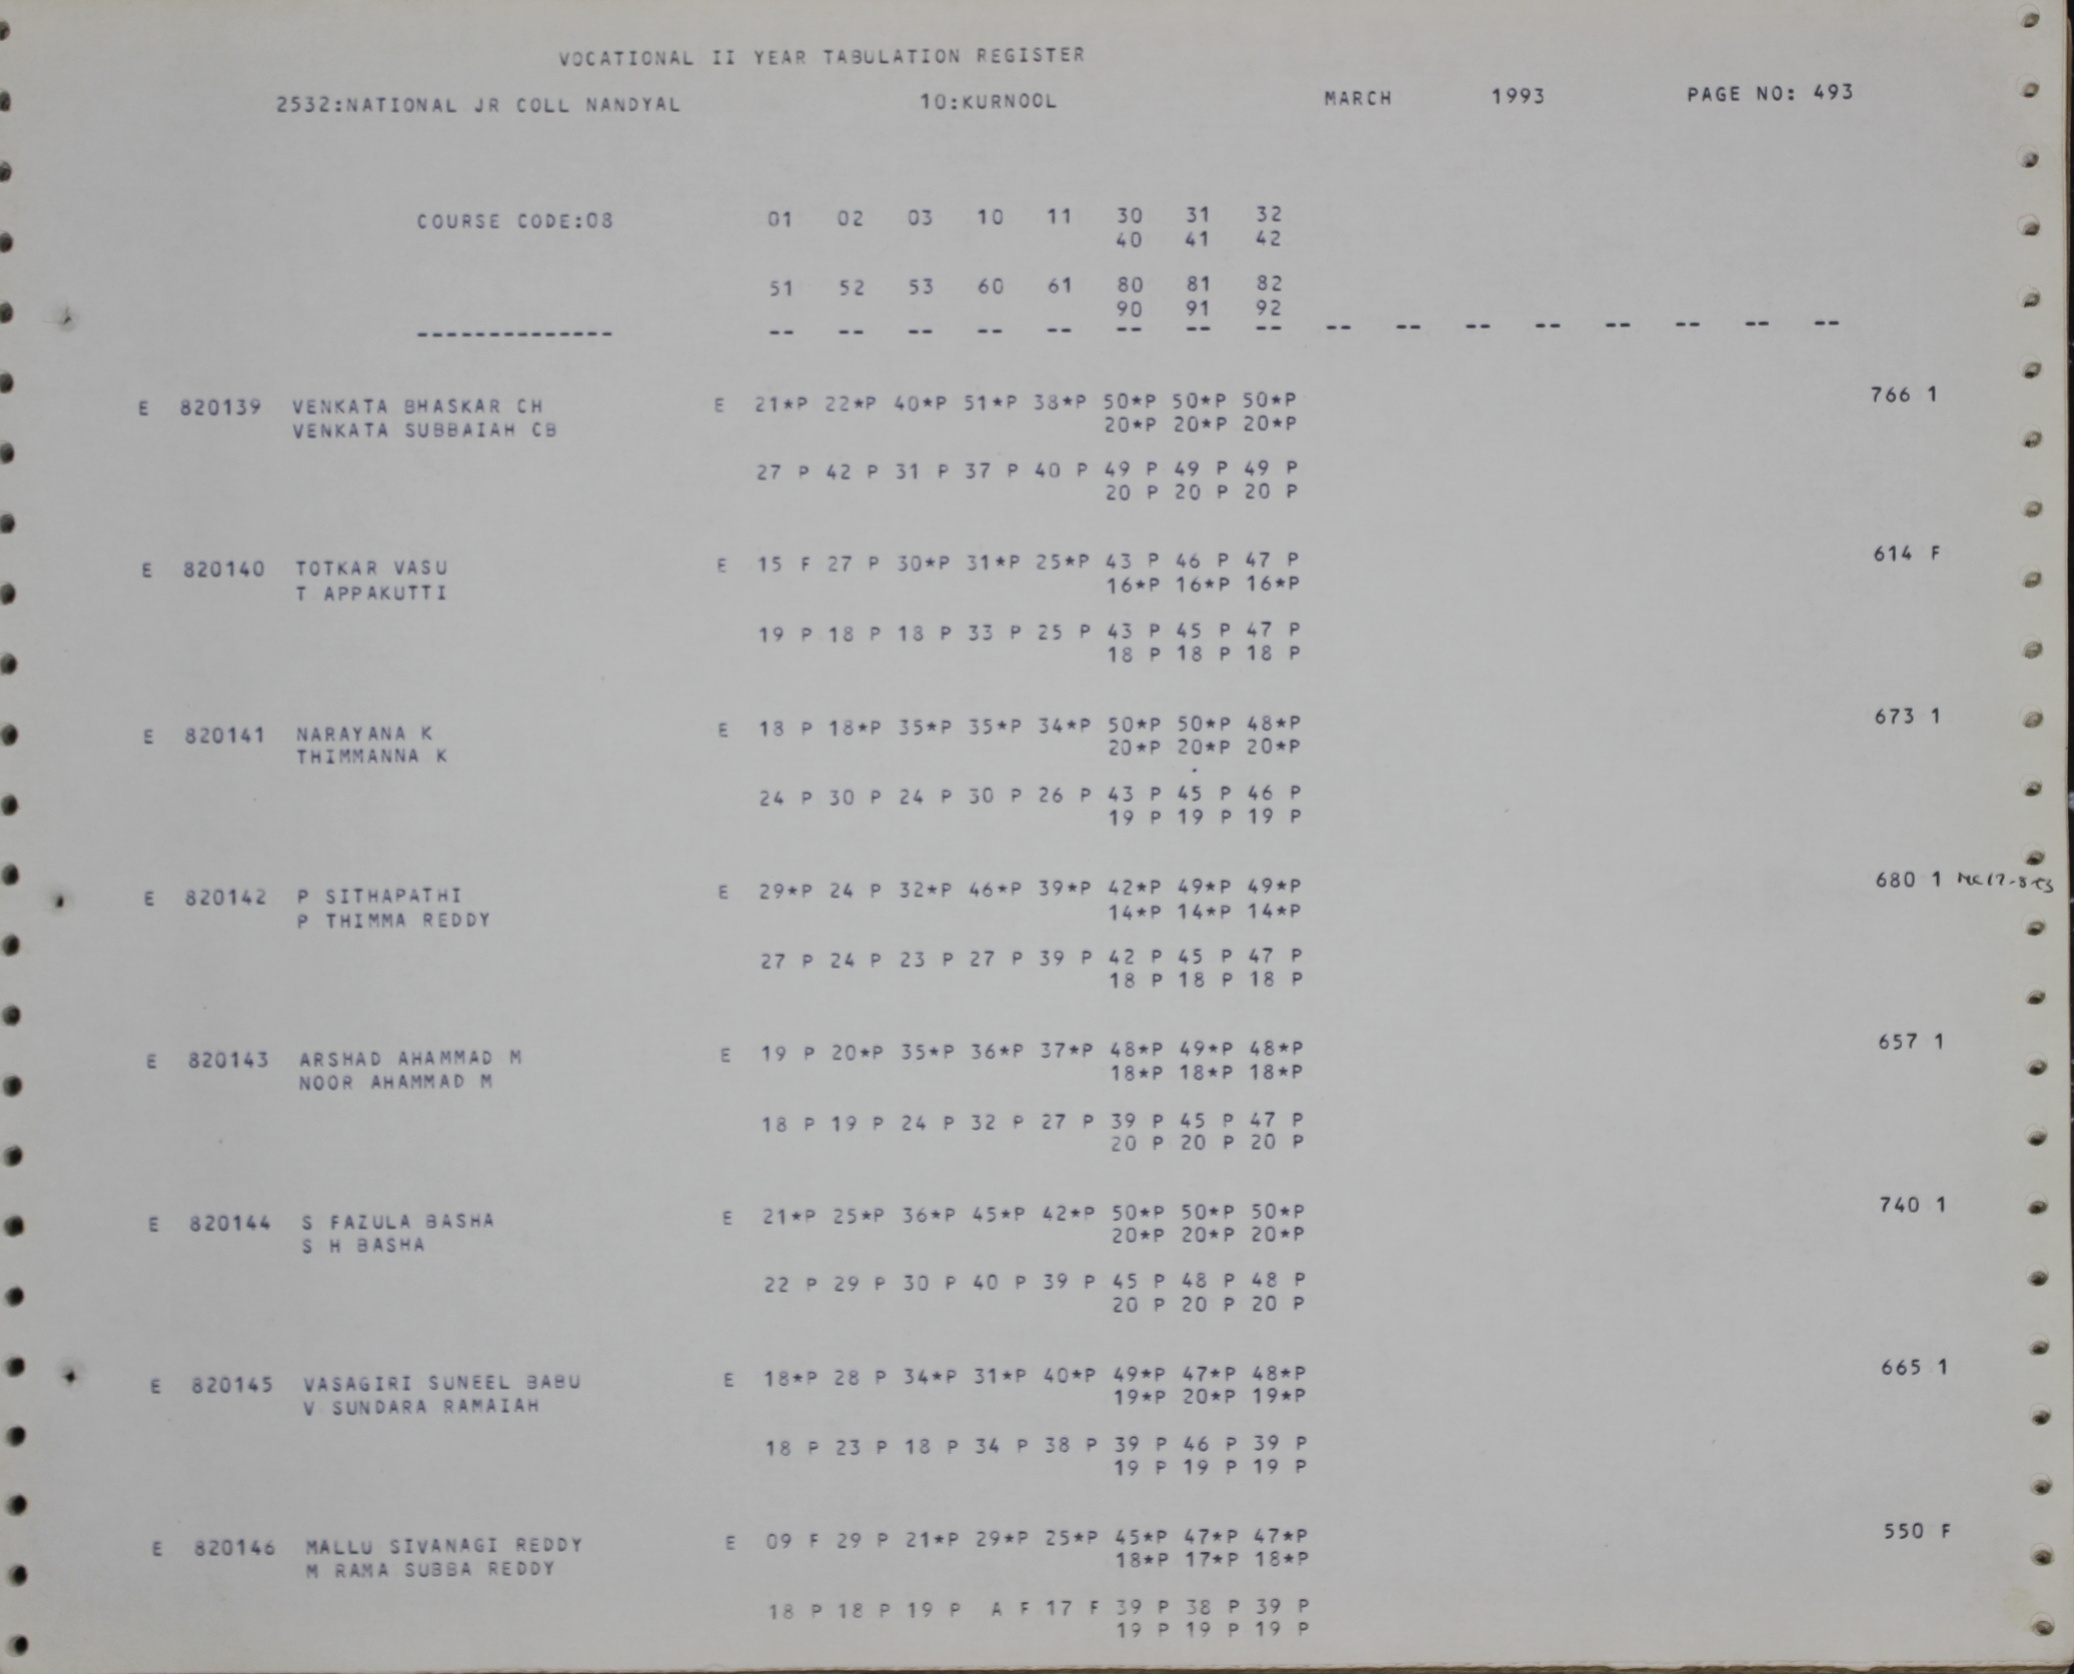 VOCATIONAL II YEAR TABULATION REGISTER
2532:NATIONAL JR COLL NANDYAL 10:KURNOOL MARCH 1993 PAGE NO: 493
COURSE CODE:08 01 02 03 10 11 30 31 32
40 41 42
51 52 53 60 61 80 81 82
90 91 92
-------------- -- -- -- -- -- -- -- -- -- -- -- -- -- -- -- --
E 820139 VENKATA BHASKAR CH E 21*P 22*P 40*P 51*P 38*P 50*P 50*P 50*P 766 1
VENKATA SUBBAIAH CB 20*P 20*P 20*P
27 P 42 P 31 P 37 P 40 P 49 P 49 P 49 P
20 P 20 P 20 P
E 820140 TOTKAR VASU E 15 F 27 P 30*P 31*P 25*P 43 P 46 P 47 P 614 F
T APPAKUTTI 16*P 16*P 16*P
19 P 18 P 18 P 33 P 25 P 43 P 45 P 47 P
18 P 18 P 18 P
E 820141 NARAYANA K E 18 P 18*P 35*P 35*P 34*P 50*P 50*P 48*P 673 1
THIMMANNA K 20*P 20*P 20*P
24 P 30 P 24 P 30 P 26 P 43 P 45 P 46 P
19 P 19 P 19 P
E 820142 P SITHAPATHI E 29*P 24 P 32*P 46*P 39*P 42*P 49*P 49*P 680 1
P THIMMA REDDY 14*P 14*P 14*P
27 P 24 P 23 P 27 P 39 P 42 P 45 P 47 P
18 P 18 P 18 P
E 820143 ARSHAD AHAMMAD M E 19 P 20*P 35*P 36*P 37*P 48*P 49*P 48*P 657 1
NOOR AHAMMAD M 18*P 18*P 18*P
18 P 19 P 24 P 32 P 27 P 39 P 45 P 47 P
20 P 20 P 20 P
E 820144 S FAZULA BASHA E 21*P 25*P 36*P 45*P 42*P 50*P 50*P 50*P 740 1
S H BASHA 20*P 20*P 20*P
22 P 29 P 30 P 40 P 39 P 45 P 48 P 48 P
20 P 20 P 20 P
E 820145 VASAGIRI SUNEEL BABU E 18*P 28 P 34*P 31*P 40*P 49*P 47*P 48*P 665 1
V SUNDARA RAMAIAH 19*P 20*P 19*P
18 P 23 P 18 P 34 P 38 P 39 P 46 P 39 P
19 P 19 P 19 P
E 820146 MALLU SIVANAGI REDDY E 09 F 29 P 21*P 29*P 25*P 45*P 47*P 47*P 550 F
M RAMA SUBBA REDDY 18*P 17*P 18*P
18 P 18 P 19 P A F 17 F 39 P 38 P 39 P
19 P 19 P 19 P